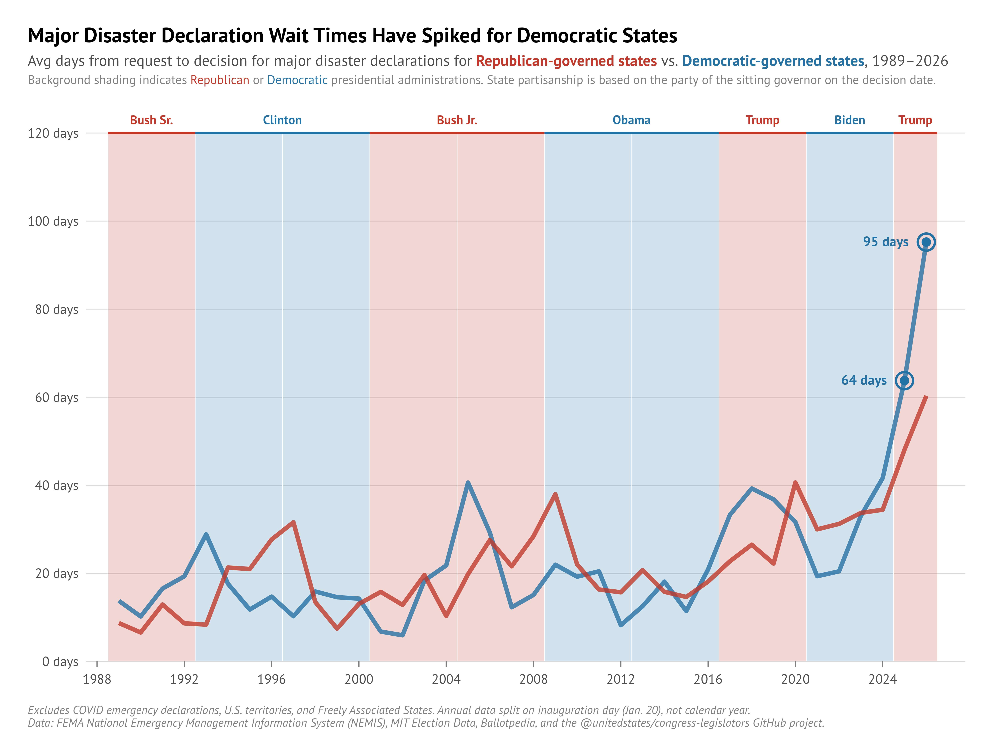 Major Disaster Declaration Wait Times Have Spiked for Democratic States
Avg days from request to decision for major disaster declarations for Republican-governed states vs. Democratic-governed states, 1989–2026
Background shading indicates Republican or Democratic presidential administrations. State partisanship is based on the party of the sitting governor on the decision date.
Bush Sr. Clinton Bush Jr. Obama Trump Biden Trump
120 days
100 days
95 days
80 days
64 days
60 days
40 days
20 days
0 days
1988 1992 1996 2000 2004 2008 2012 2016 2020 2024
Excludes COVID emergency declarations, U.S. territories, and Freely Associated States. Annual data split on inauguration day (Jan. 20), not calendar year.
Data: FEMA National Emergency Management Information System (NEMIS), MIT Election Data, Ballotpedia, and the @unitedstates/congress-legislators GitHub project.